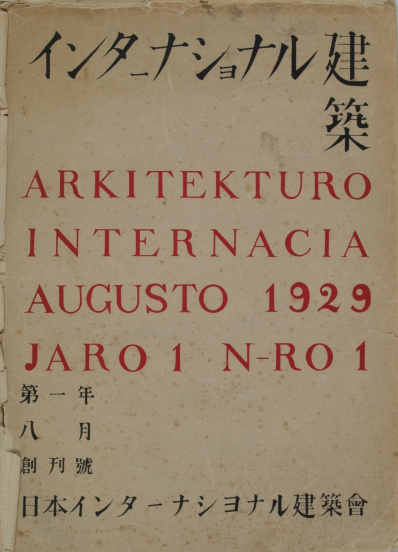 インターナショナル建
築
ARKITEKTURO
INTERNACIA
AUGUSTO 1929
JARO 1 N-RO 1
第一年
八月
創刊號
日本インターナショナル建築會